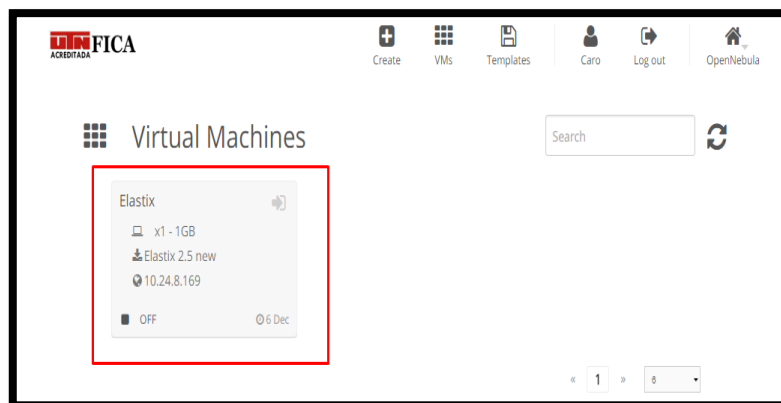 UTN FICA
ACREDITADA
Create VMs Templates Caro Log out OpenNebula
Virtual Machines
Search
Elastix
x1 - 1GB
Elastix 2.5 new
10.24.8.169
OFF 6 Dec
« 1 » 6